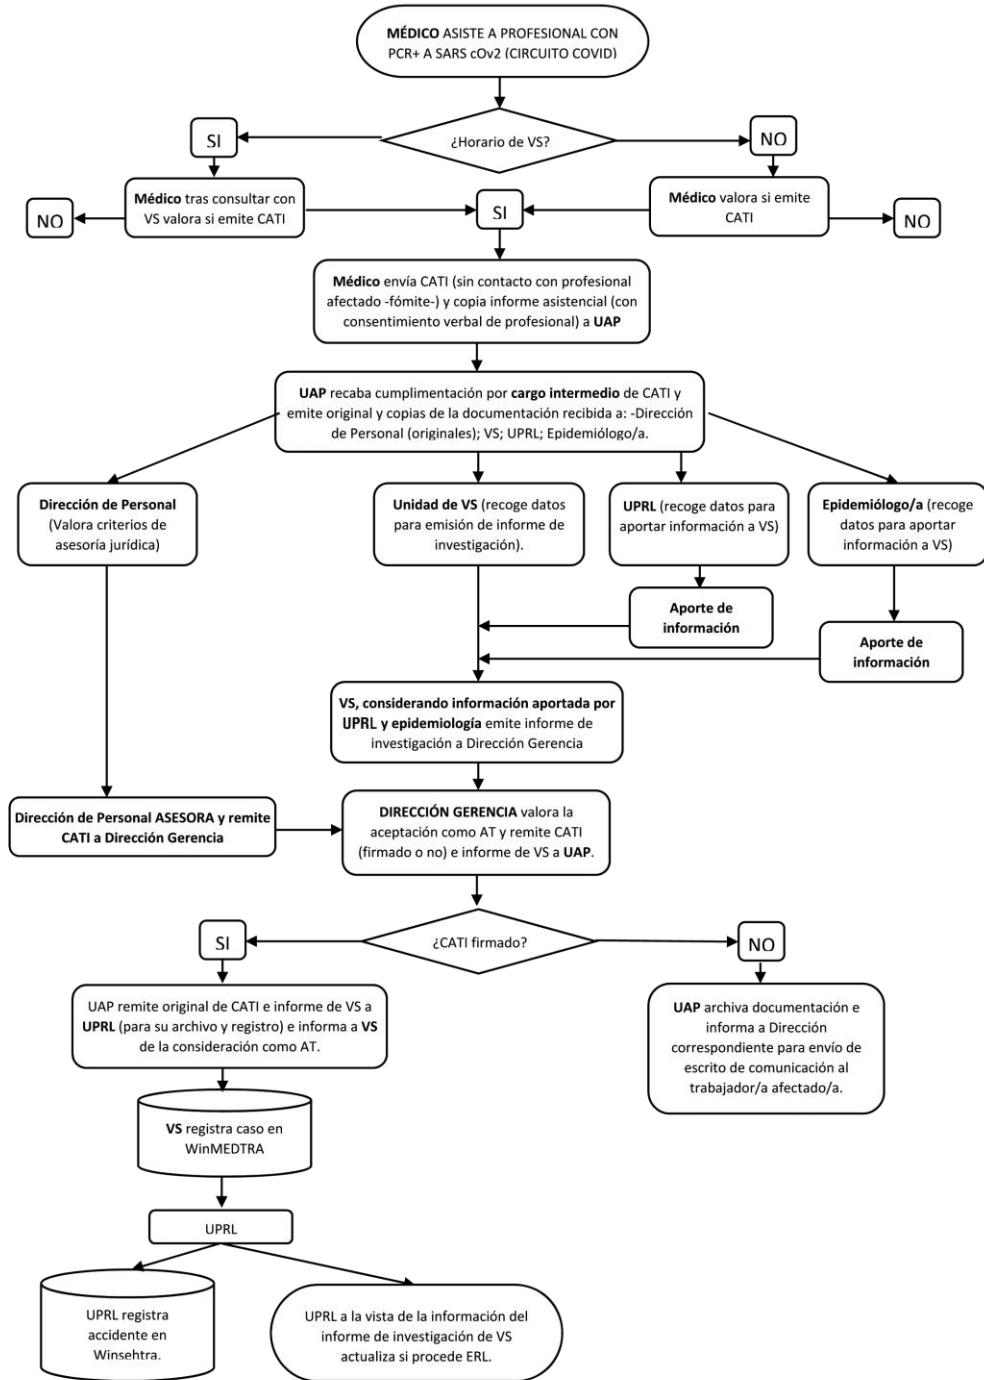 MÉDICO ASISTE A PROFESIONAL CON
PCR+ A SARS cOv2 (CIRCUITO COVID)
¿Horario de VS?
SI
NO
Médico tras consultar con
VS valora si emite CATI
NO
SI
Médico valora si emite
CATI
NO
Médico envía CATI (sin contacto con profesional
afectado -fómite-) y copia informe asistencial (con
consentimiento verbal de profesional) a UAP
UAP recaba cumplimentación por cargo intermedio de CATI y
emite original y copias de la documentación recibida a: -Dirección
de Personal (originales); VS; UPRL; Epidemiólogo/a.
Dirección de Personal
(Valora criterios de
asesoría jurídica)
Unidad de VS (recoge datos
para emisión de informe de
investigación).
UPRL (recoge datos para
aportar información a VS)
Epidemiólogo/a (recoge
datos para aportar
información a VS)
Aporte de
información
Aporte de
información
VS, considerando información aportada por
UPRL y epidemiología emite informe de
investigación a Dirección Gerencia
Dirección de Personal ASESORA y remite
CATI a Dirección Gerencia
DIRECCIÓN GERENCIA valora la
aceptación como AT y remite CATI
(firmado o no) e informe de VS a UAP.
¿CATI firmado?
SI
NO
UAP remite original de CATI e informe de VS a
UPRL (para su archivo y registro) e informa a VS
de la consideración como AT.
UAP archiva documentación e
informa a Dirección
correspondiente para envío de
escrito de comunicación al
trabajador/a afectado/a.
VS registra caso en
WinMEDTRA
UPRL
UPRL registra
accidente en
Winsehtra.
UPRL a la vista de la información del
informe de investigación de VS
actualiza si procede ERL.